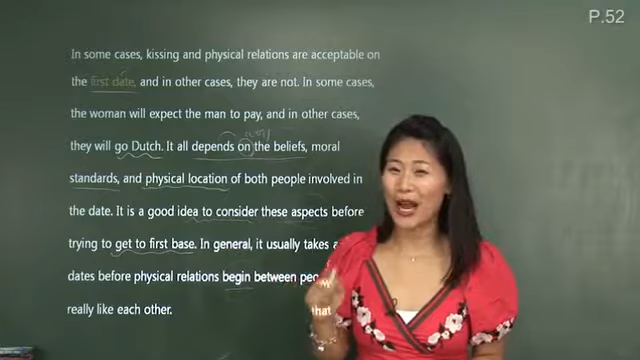 P.52
In some cases, kissing and physical relations are acceptable on
the first date, and in other cases, they are not. In some cases,
the woman will expect the man to pay, and in other cases,
they will go Dutch. It all depends on the beliefs, moral
standards, and physical location of both people involved in
the date. It is a good idea to consider these aspects before
trying to get to first base. In general, it usually takes
dates before physical relations begin between
that
really like each other.